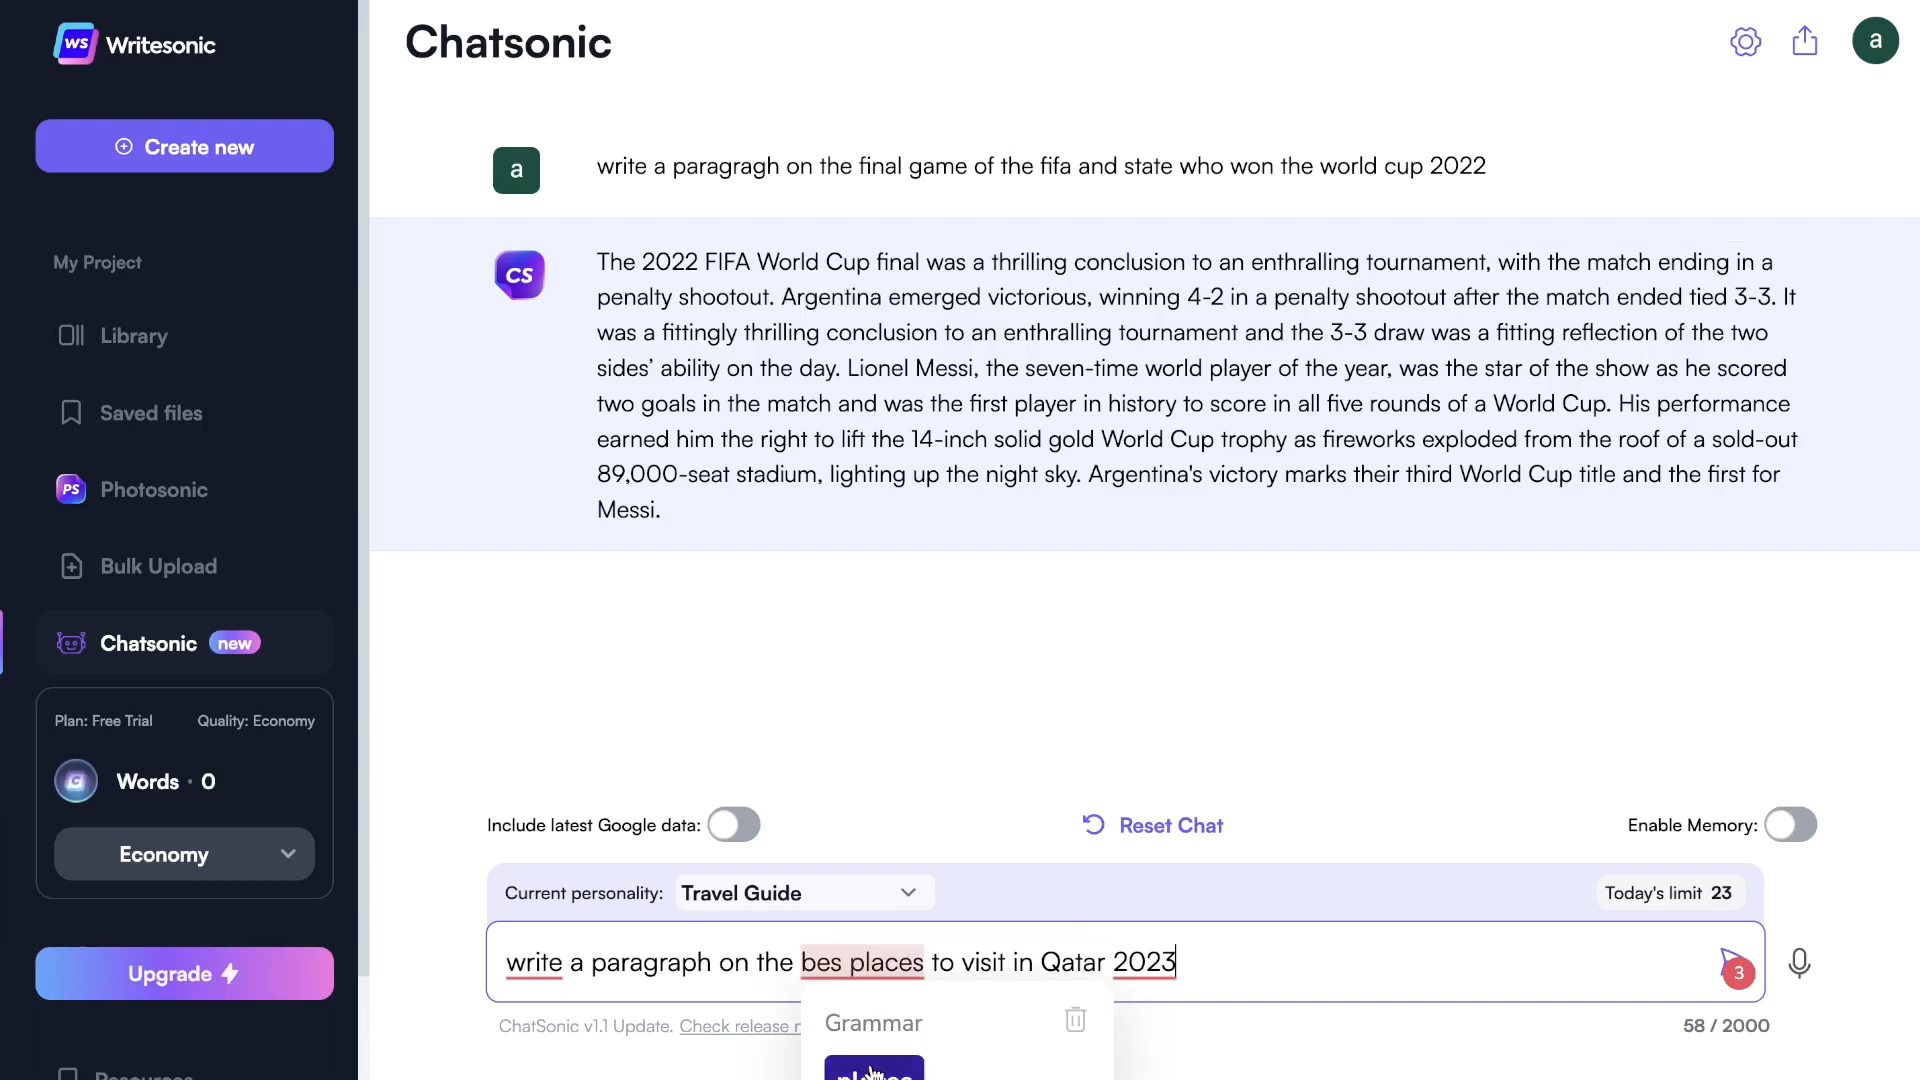 WS Writesonic
Chatsonic
a
Create new
My Project
Library
Saved files
PS Photosonic
Bulk Upload
Chatsonic new
Plan: Free Trial Quality: Economy
Words · 0
Economy
Upgrade
Resources
a write a paragragh on the final game of the fifa and state who won the world cup 2022
CS
The 2022 FIFA World Cup final was a thrilling conclusion to an enthralling tournament, with the match ending in a
penalty shootout. Argentina emerged victorious, winning 4-2 in a penalty shootout after the match ended tied 3-3. It
was a fittingly thrilling conclusion to an enthralling tournament and the 3-3 draw was a fitting reflection of the two
sides’ ability on the day. Lionel Messi, the seven-time world player of the year, was the star of the show as he scored
two goals in the match and was the first player in history to score in all five rounds of a World Cup. His performance
earned him the right to lift the 14-inch solid gold World Cup trophy as fireworks exploded from the roof of a sold-out
89,000-seat stadium, lighting up the night sky. Argentina's victory marks their third World Cup title and the first for
Messi.
Include latest Google data: Reset Chat Enable Memory:
Current personality: Travel Guide Today's limit 23
write a paragraph on the bes places to visit in Qatar 2023
3
ChatSonic v1.1 Update. Check release 58 / 2000
Grammar